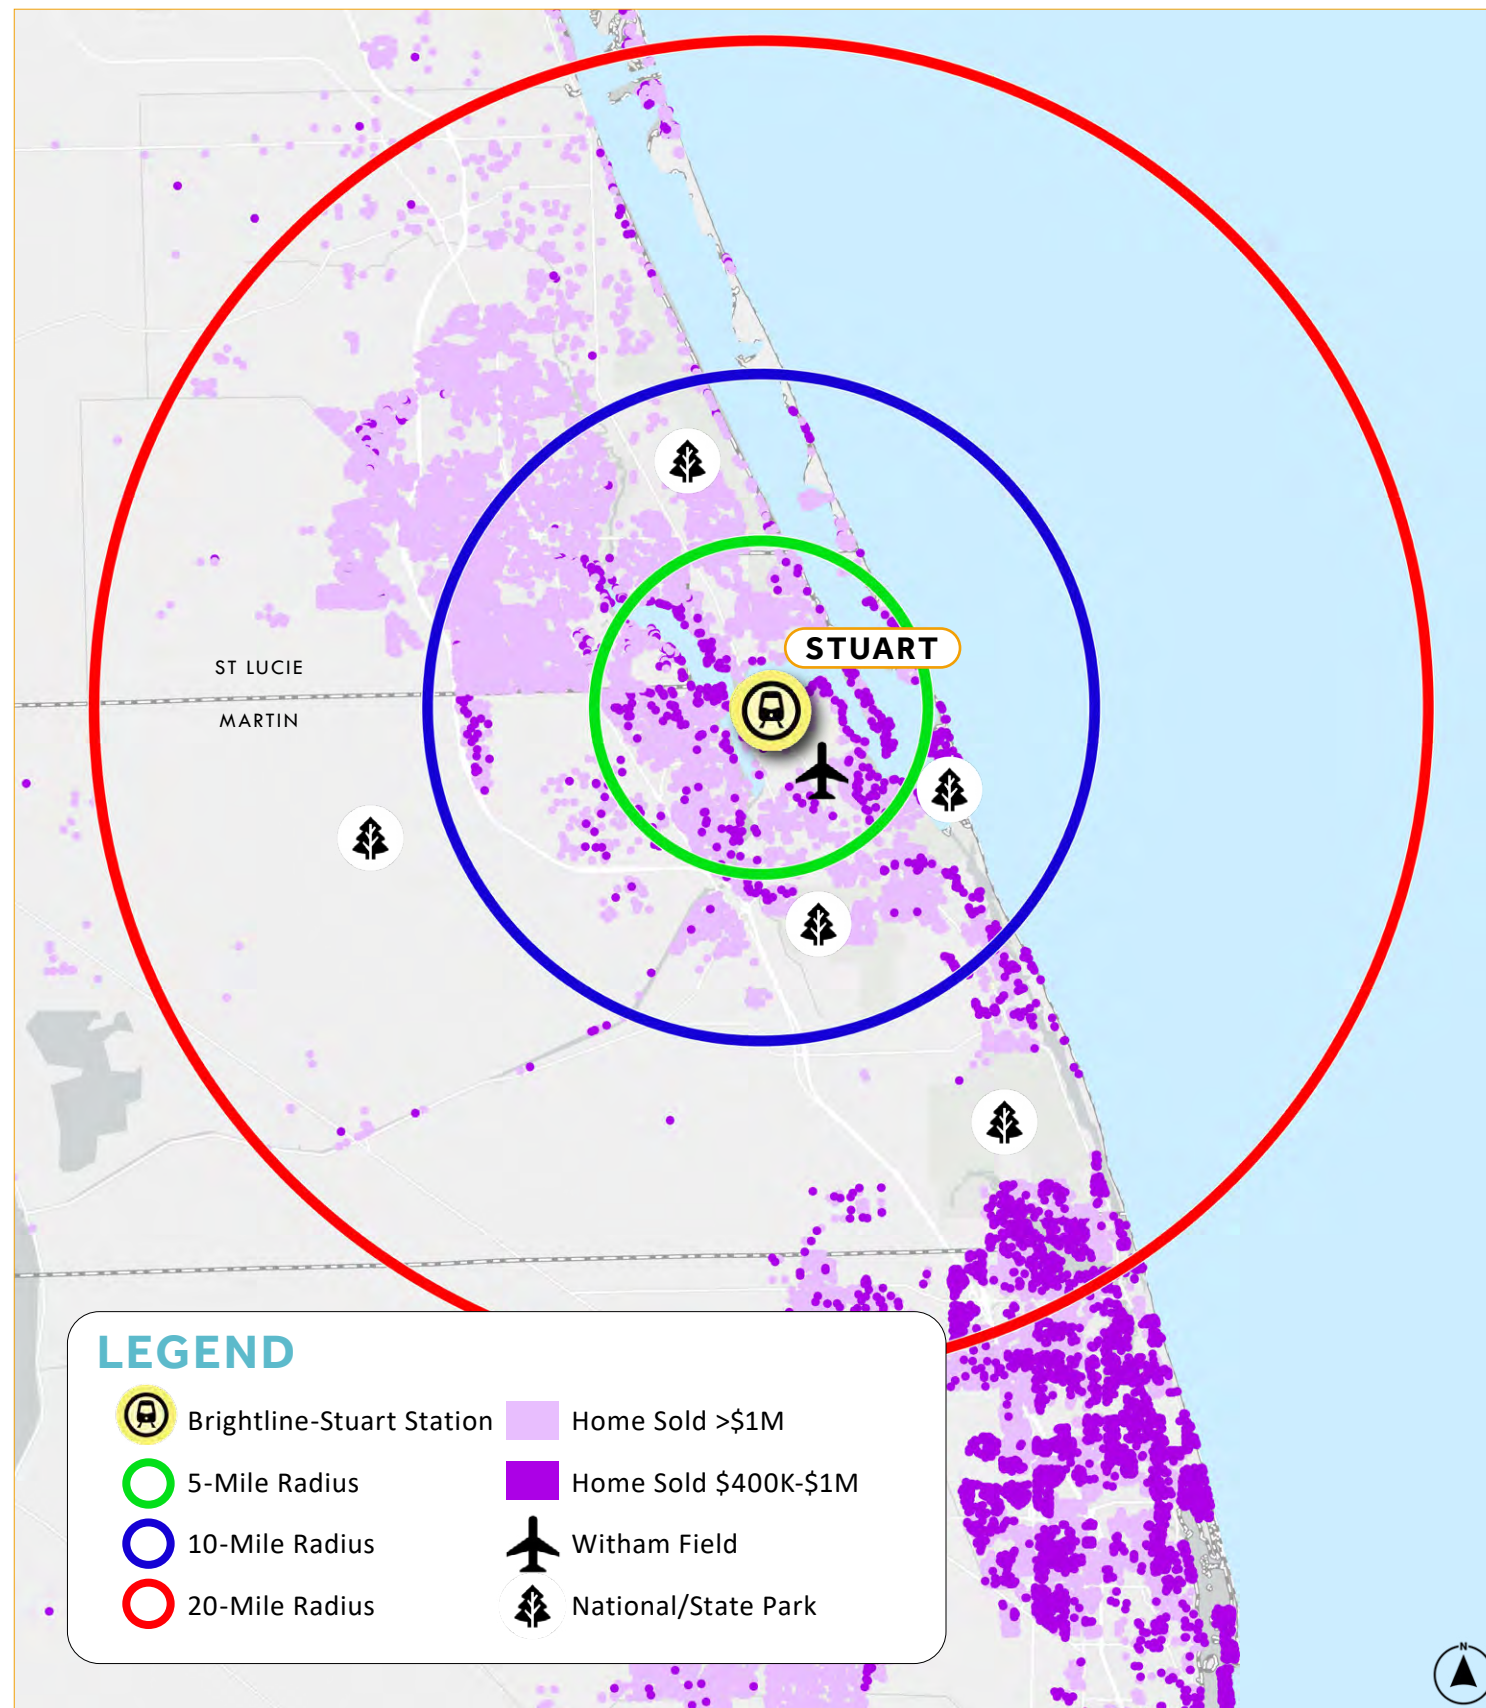 STUART
ST LUCIE
MARTIN
LEGEND
Brightline-Stuart Station
5-Mile Radius
10-Mile Radius
20-Mile Radius
Home Sold >$1M
Home Sold $400K-$1M
Witham Field
National/State Park
N